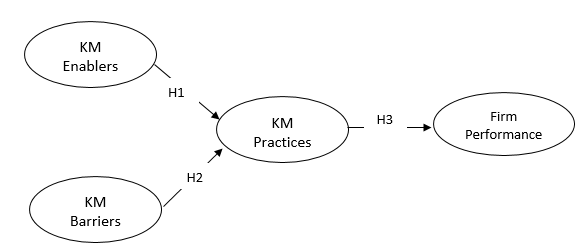 KM
Enablers
H1
KM
Practices
H3
Firm
Performance
H2
KM
Barriers